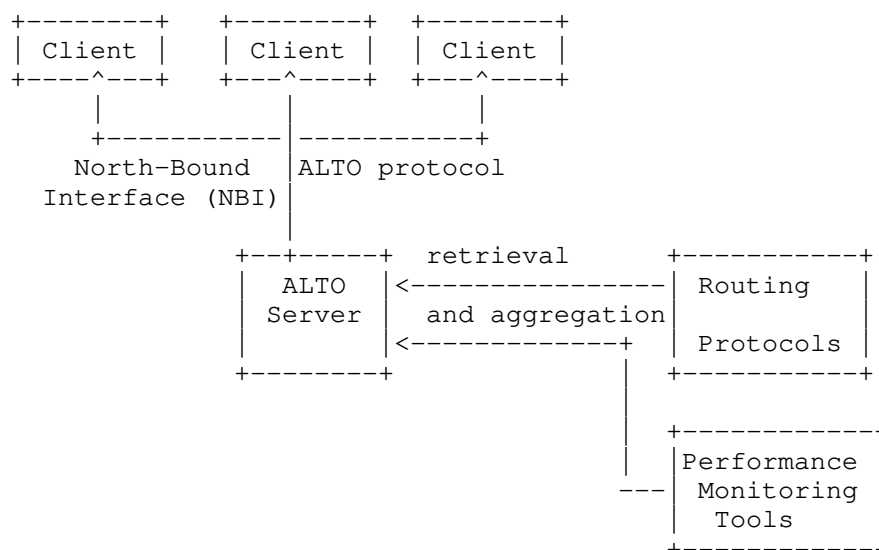 Client Client Client
North-Bound ALTO protocol
Interface (NBI)
retrieval
ALTO Routing
Server and aggregation
Protocols
Performance
Monitoring
Tools